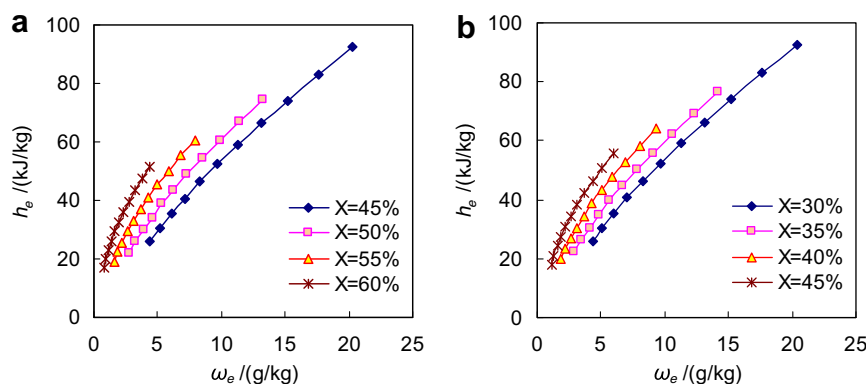 a
100
80
60
40
20
0
h_e /(kJ/kg)
0 5 10 15 20 25
ω_e /(g/kg)
X=45%
X=50%
X=55%
X=60%
b
100
80
60
40
20
0
h_e /(kJ/kg)
0 5 10 15 20 25
ω_e /(g/kg)
X=30%
X=35%
X=40%
X=45%